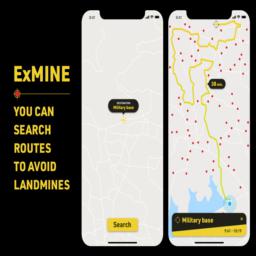 ExMINE
YOU CAN
SEARCH
ROUTES
TO AVOID
LANDMINES
Military base
Search
38 min.
Military base